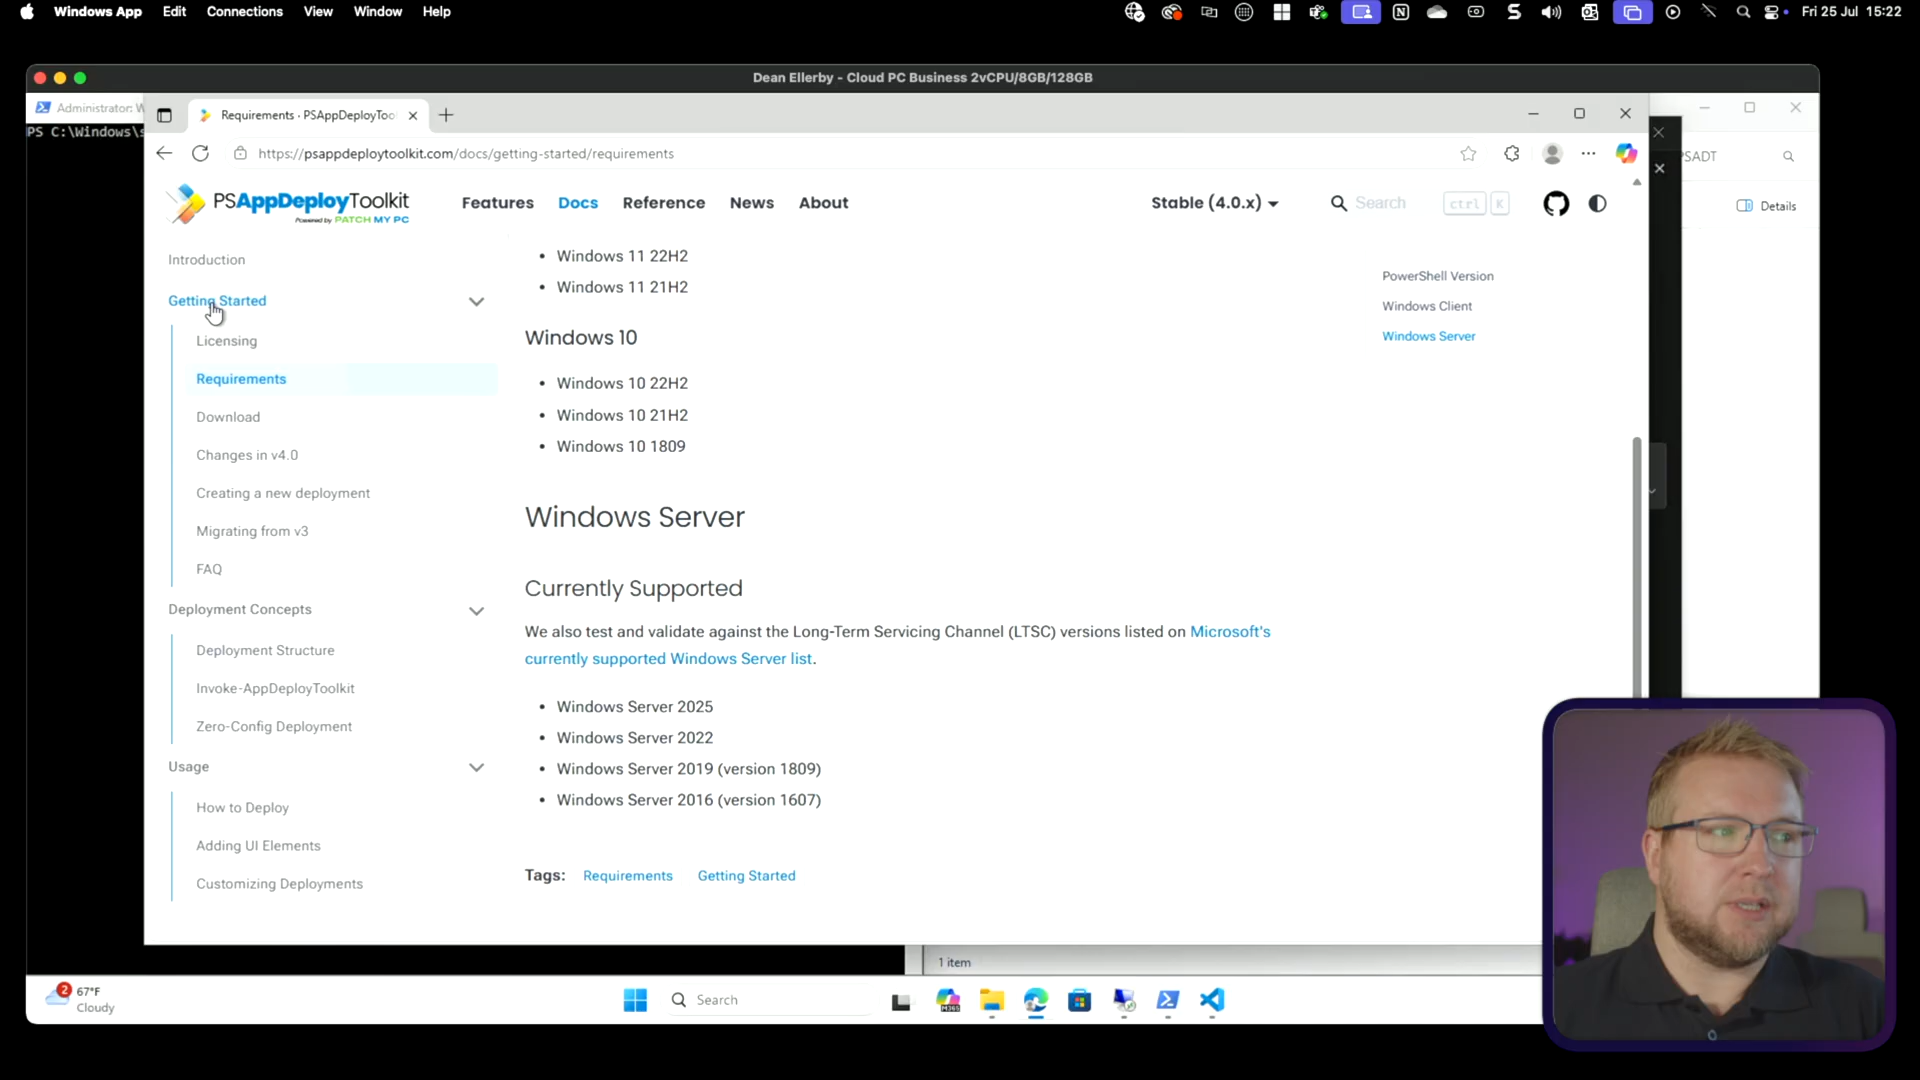 Windows App Edit Connections View Window Help
Fri 25 Jul 15:22
Dean Ellerby - Cloud PC Business 2vCPU/8GB/128GB
Administrator: W
PS C:\Windows\s
Requirements · PSAppDeployToo
https://psappdeploytoolkit.com/docs/getting-started/requirements
PSADT
Details
PSAppDeployToolkit
Powered by PATCH MY PC
Features Docs Reference News About
Stable (4.0.x)
Search ctrl K
Introduction
Getting Started
Licensing
Requirements
Download
Changes in v4.0
Creating a new deployment
Migrating from v3
FAQ
Deployment Concepts
Deployment Structure
Invoke-AppDeployToolkit
Zero-Config Deployment
Usage
How to Deploy
Adding UI Elements
Customizing Deployments
• Windows 11 22H2
• Windows 11 21H2
Windows 10
• Windows 10 22H2
• Windows 10 21H2
• Windows 10 1809
Windows Server
Currently Supported
We also test and validate against the Long-Term Servicing Channel (LTSC) versions listed on Microsoft's
currently supported Windows Server list.
• Windows Server 2025
• Windows Server 2022
• Windows Server 2019 (version 1809)
• Windows Server 2016 (version 1607)
Tags: Requirements Getting Started
PowerShell Version
Windows Client
Windows Server
1 item
2
67°F
Cloudy
Search
M365